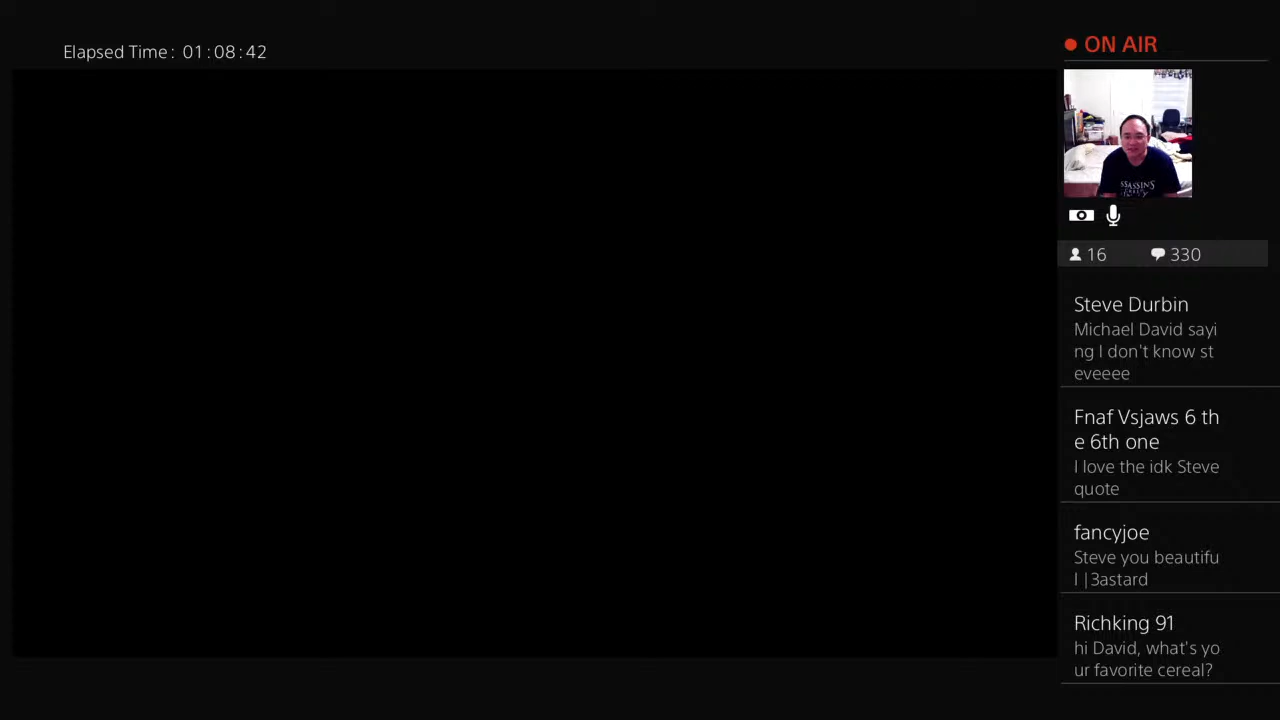 Elapsed Time: 01:08:42
ON AIR
ASSASSIN'S
16 330
Steve Durbin
Michael David sayi
ng I don't know st
eveeee
Fnaf Vsjaws 6 th
e 6th one
I love the idk Steve
quote
fancyjoe
Steve you beautifu
l |3astard
Richking 91
hi David, what's yo
ur favorite cereal?